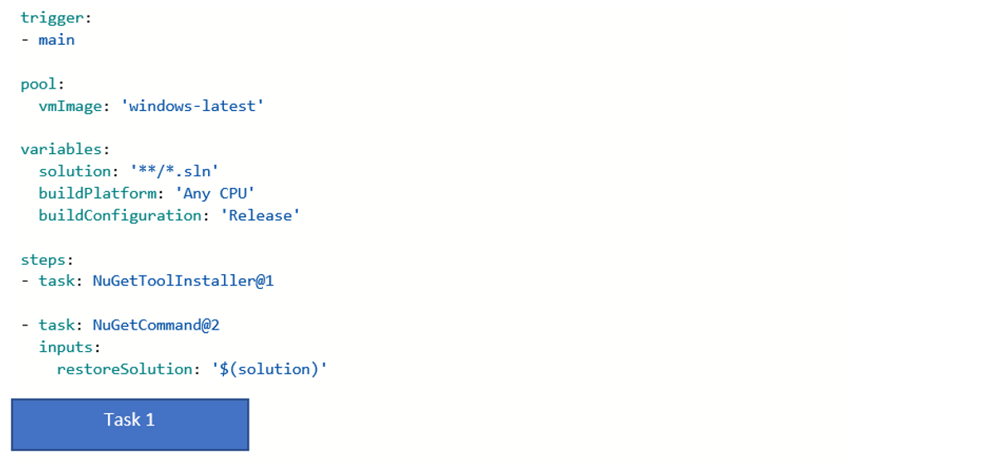 trigger:
- main
pool:
vmImage: 'windows-latest'
variables:
solution: '**/*.sln'
buildPlatform: 'Any CPU'
buildConfiguration: 'Release'
steps:
- task: NuGetToolInstaller@1
- task: NuGetCommand@2
inputs:
restoreSolution: '$(solution)'
Task 1